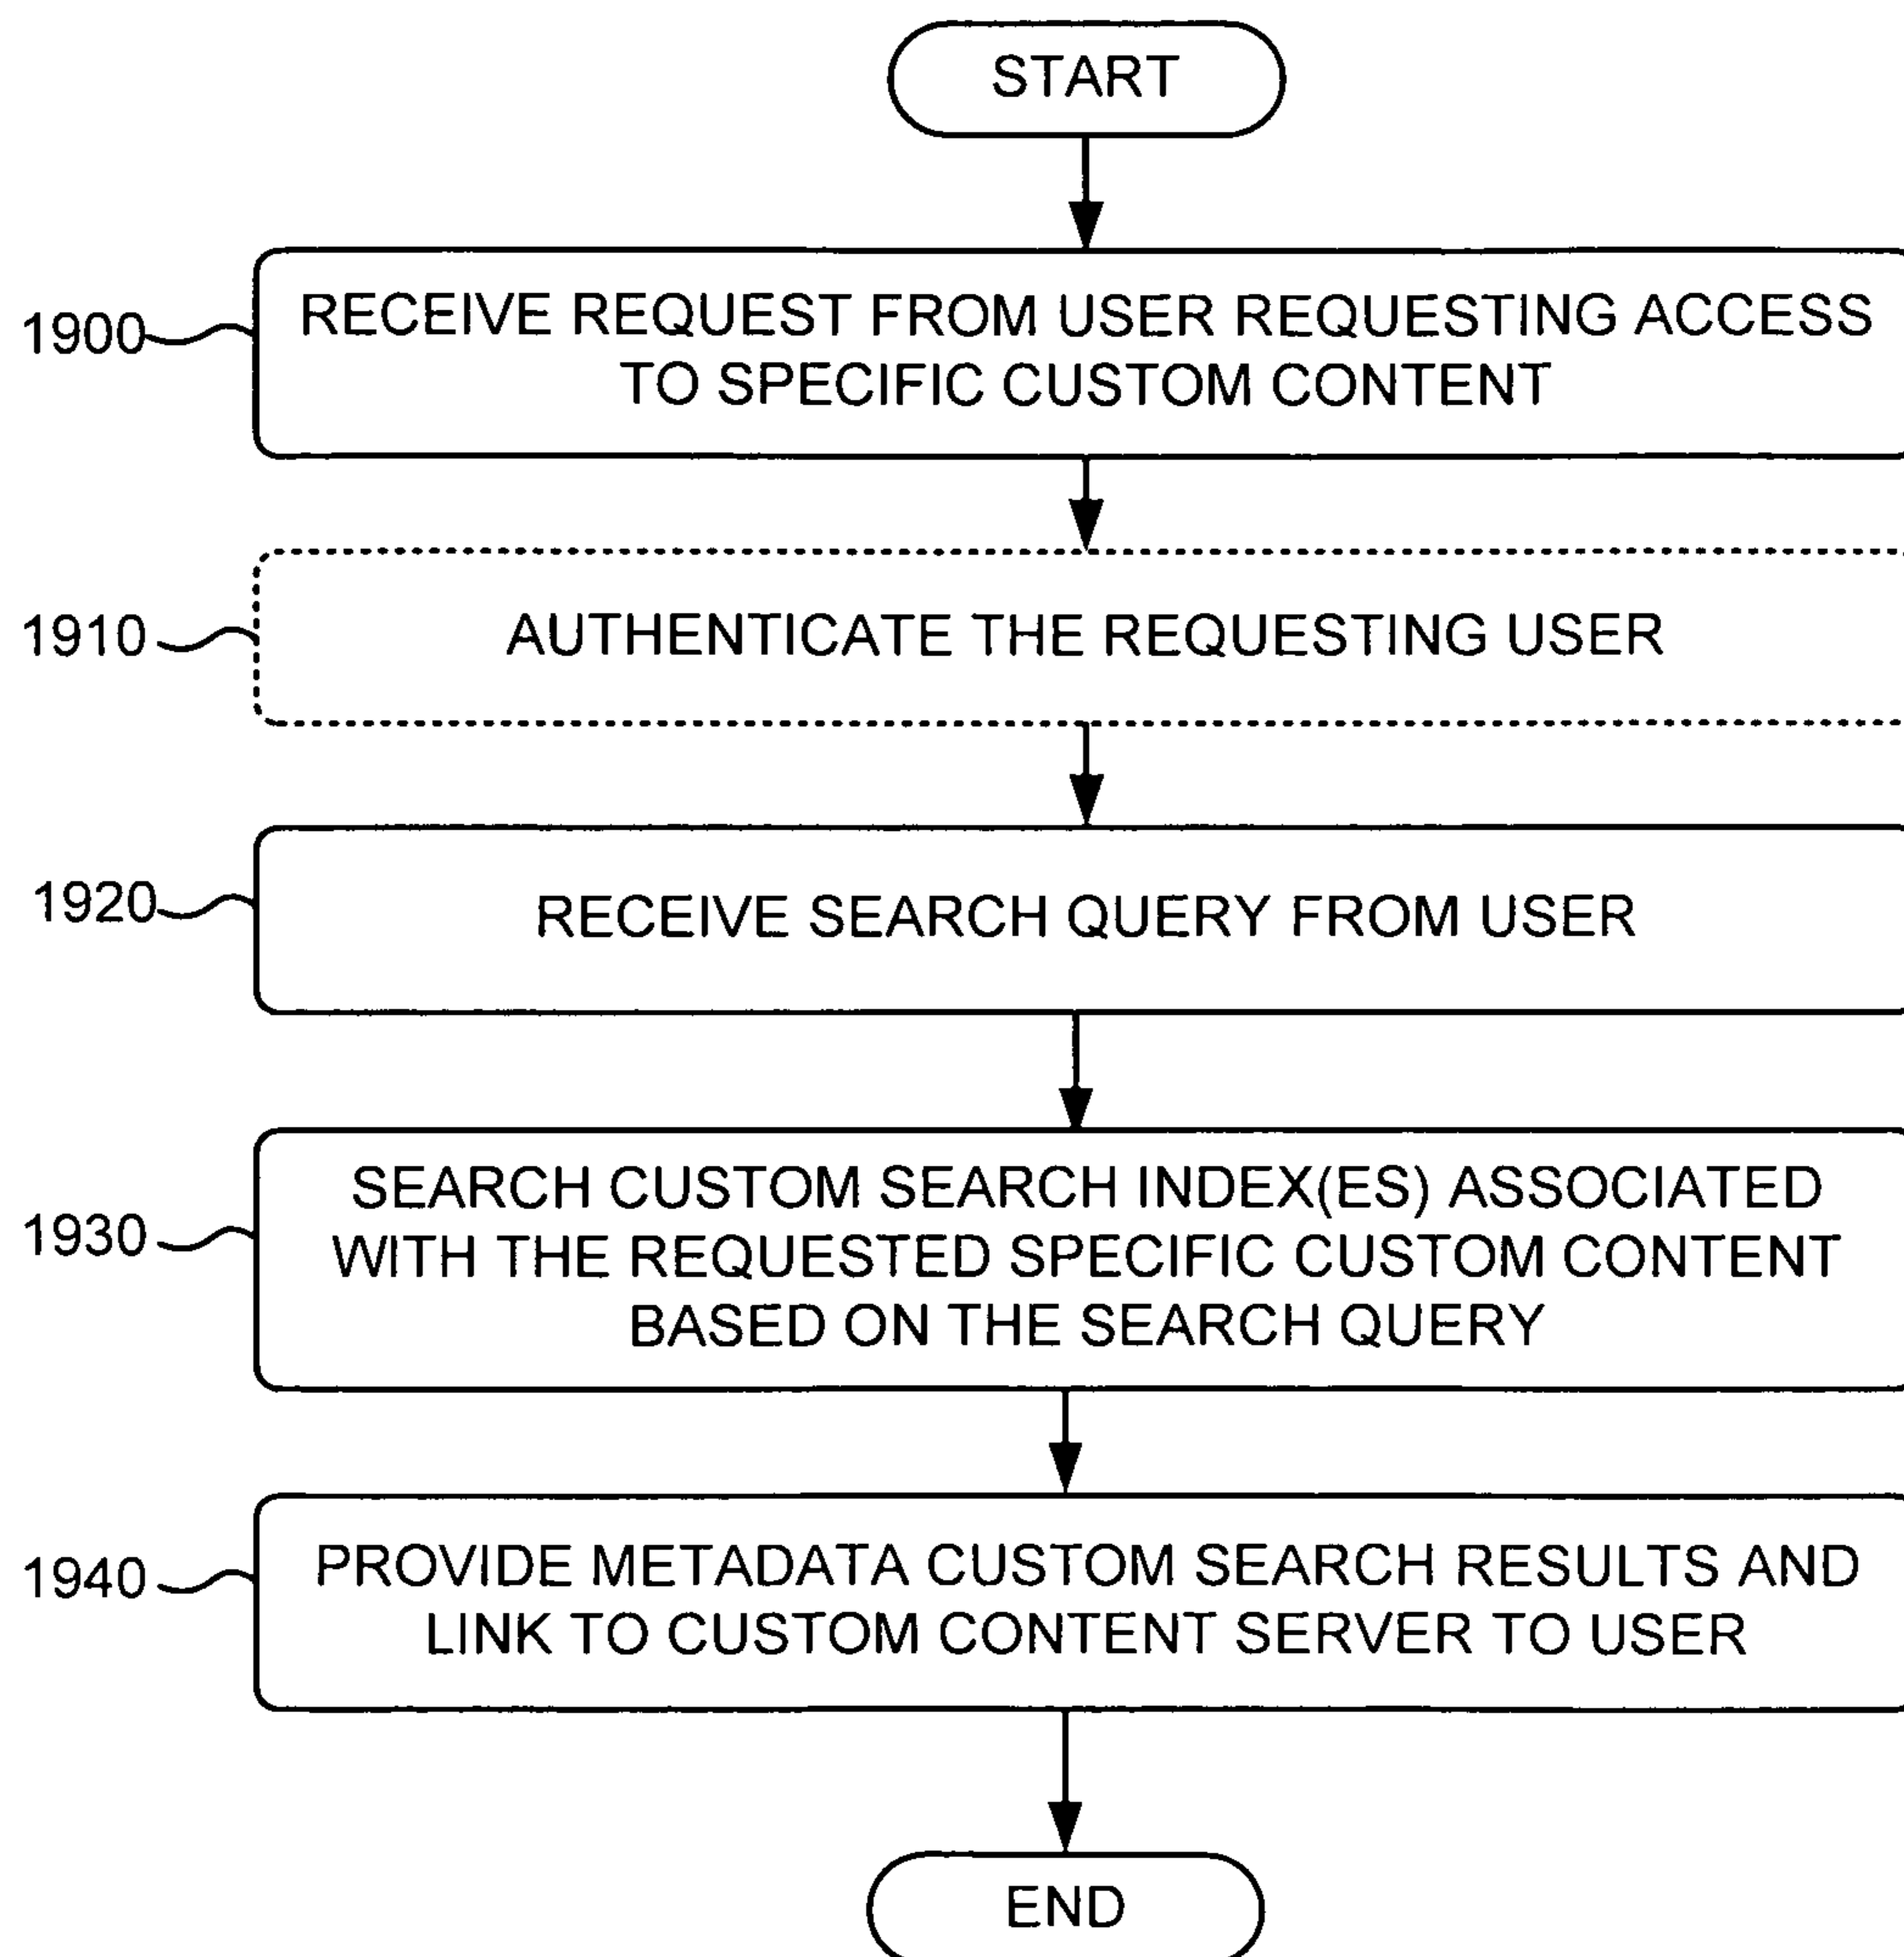 START
1900
RECEIVE REQUEST FROM USER REQUESTING ACCESS
TO SPECIFIC CUSTOM CONTENT
1910
AUTHENTICATE THE REQUESTING USER
1920
RECEIVE SEARCH QUERY FROM USER
1930
SEARCH CUSTOM SEARCH INDEX(ES) ASSOCIATED
WITH THE REQUESTED SPECIFIC CUSTOM CONTENT
BASED ON THE SEARCH QUERY
1940
PROVIDE METADATA CUSTOM SEARCH RESULTS AND
LINK TO CUSTOM CONTENT SERVER TO USER
END